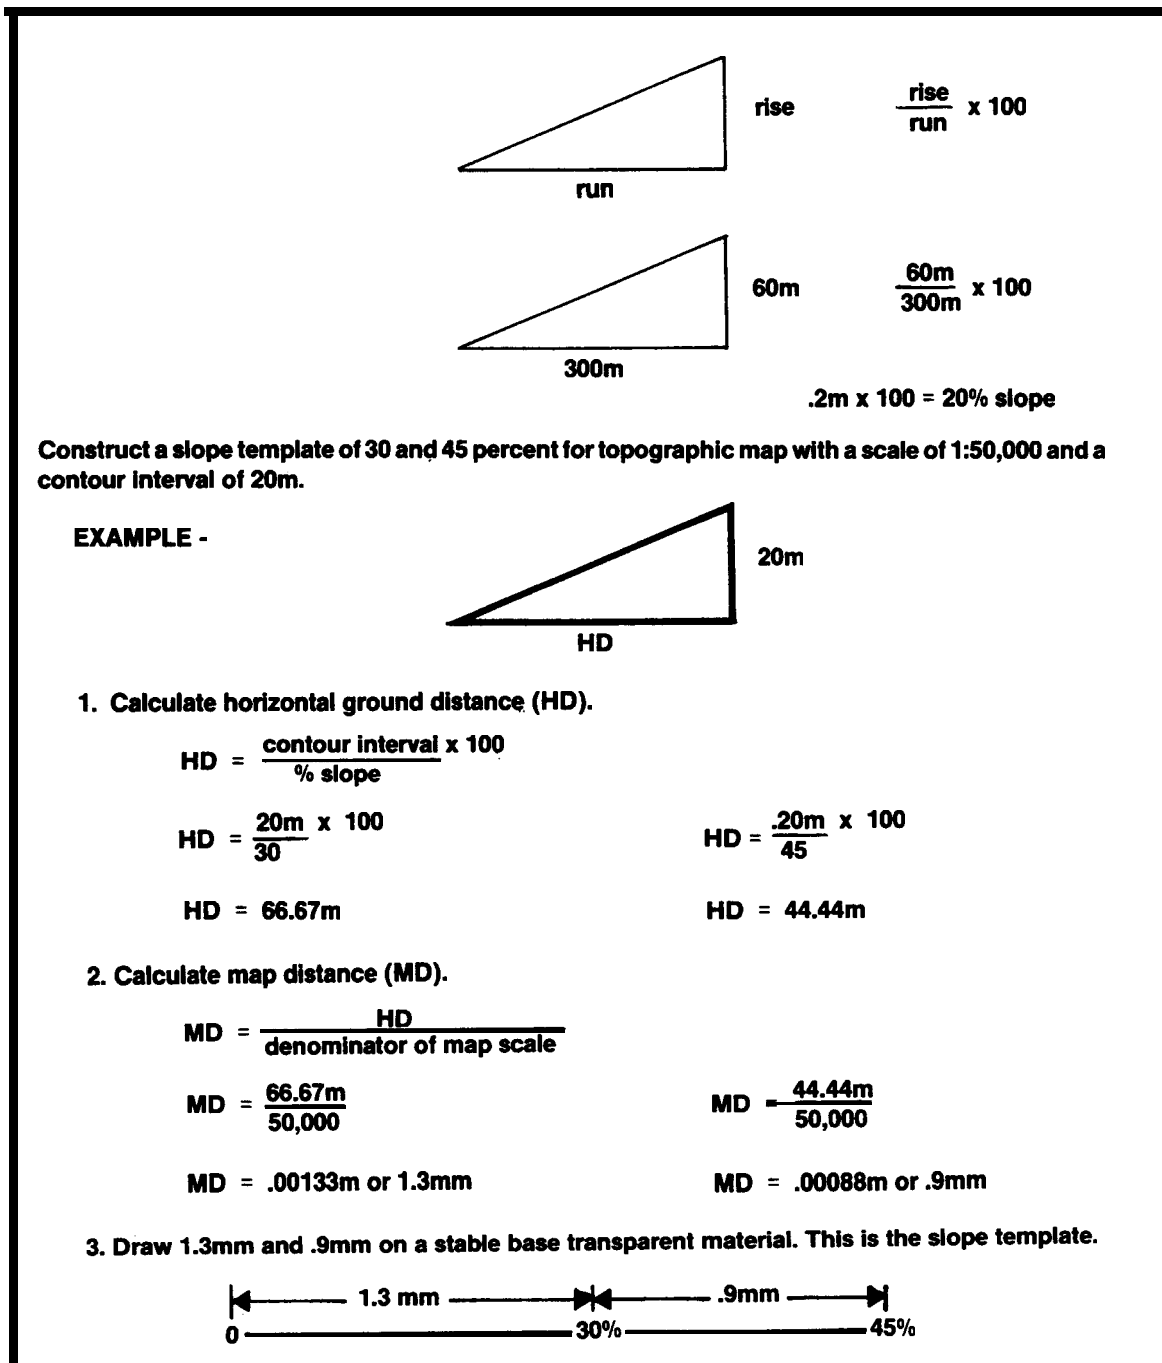 rise
rise
run x 100
run
60m
60m
300m x 100
300m
.2m x 100 = 20% slope
Construct a slope template of 30 and 45 percent for topographic map with a scale of 1:50,000 and a
contour interval of 20m.
EXAMPLE -
20m
HD
1. Calculate horizontal ground distance (HD).
HD = contour interval x 100
% slope
HD = 20m x 100
30
HD = .20m x 100
45
HD = 66.67m
HD = 44.44m
2. Calculate map distance (MD).
MD = HD
denominator of map scale
MD = 66.67m
50,000
MD = 44.44m
50,000
MD = .00133m or 1.3mm
MD = .00088m or .9mm
3. Draw 1.3mm and .9mm on a stable base transparent material. This is the slope template.
1.3 mm .9mm
0 30% 45%